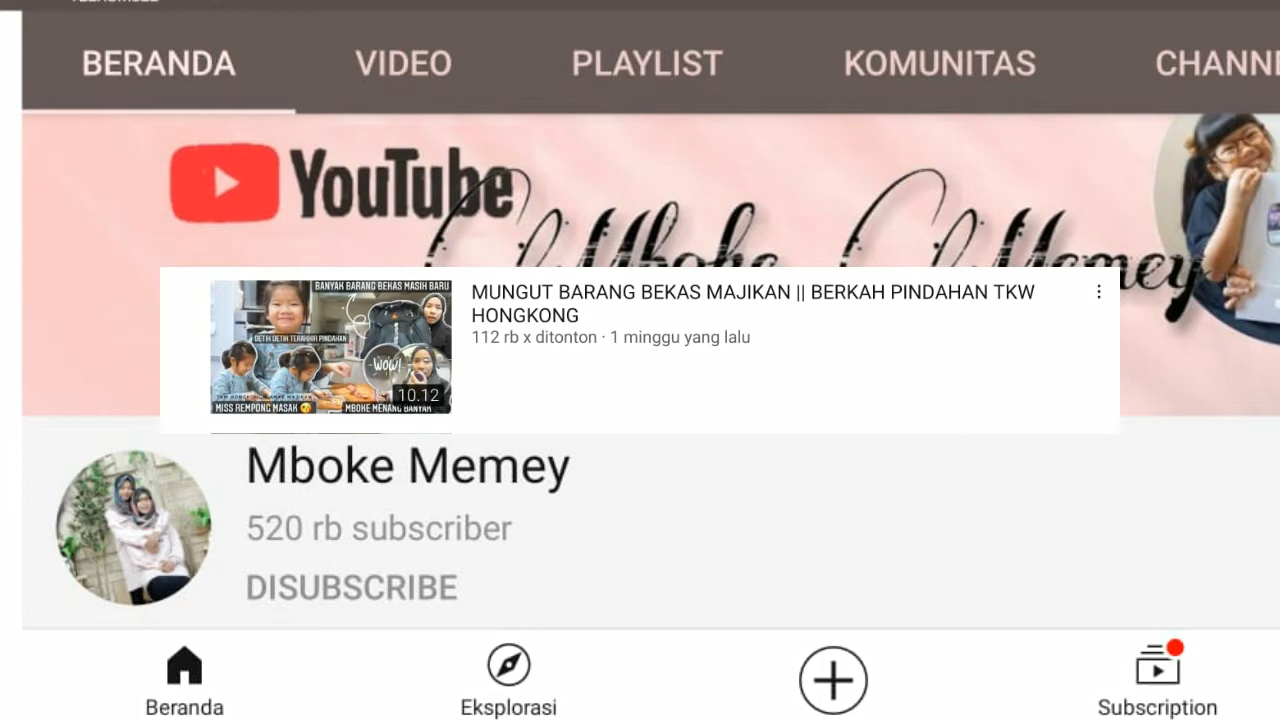 BERANDA VIDEO PLAYLIST KOMUNITAS CHANNE
YouTube
Mboke Memey
BANYAK BARANG BEKAS MASIH BARU
DETIK DETIK TERAKHIR PINDAHAN
WOW!
10.12
MISS REMPONG MASAK
MBOKE MENANG BANYAK
MUNGUT BARANG BEKAS MAJIKAN || BERKAH PINDAHAN TKW
HONGKONG
112 rb x ditonton · 1 minggu yang lalu
Mboke Memey
520 rb subscriber
DISUBSCRIBE
Beranda Eksplorasi Subscription